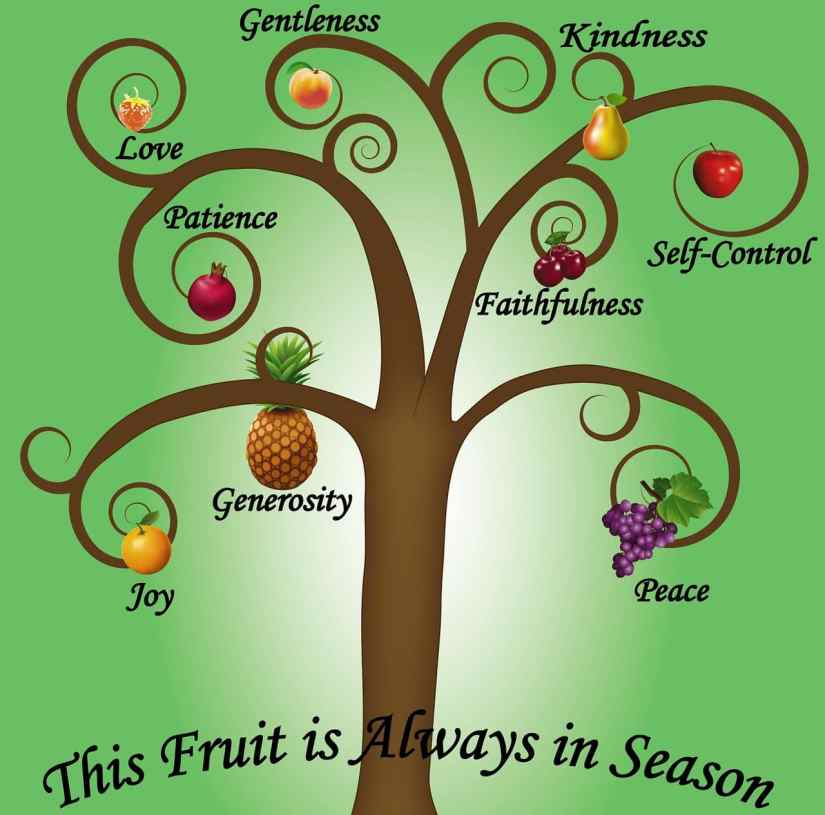 Gentleness
Kindness
Love
Patience
Self-Control
Faithfulness
Generosity
Joy
Peace
This Fruit is Always in Season